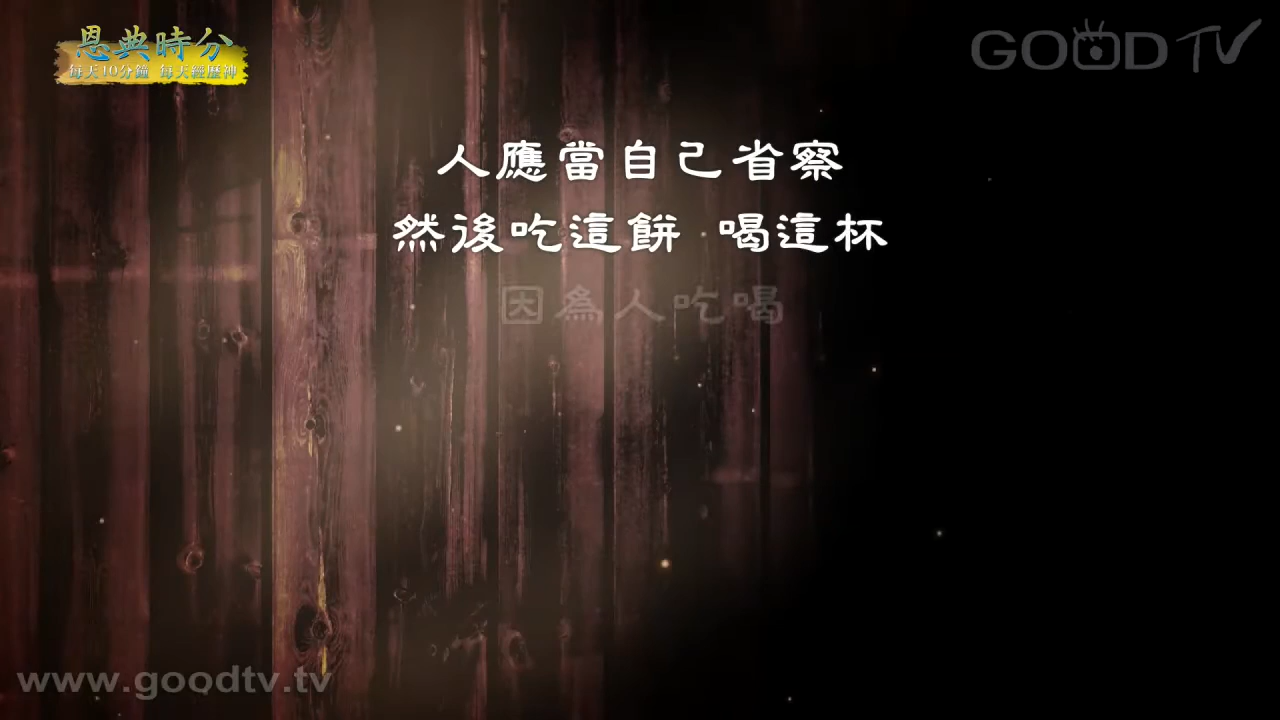 恩典時分
每天10分鐘 每天經歷神
GOOD TV
人應當自己省察
然後吃這餅 喝這杯
因為人吃喝
www.goodtv.tv